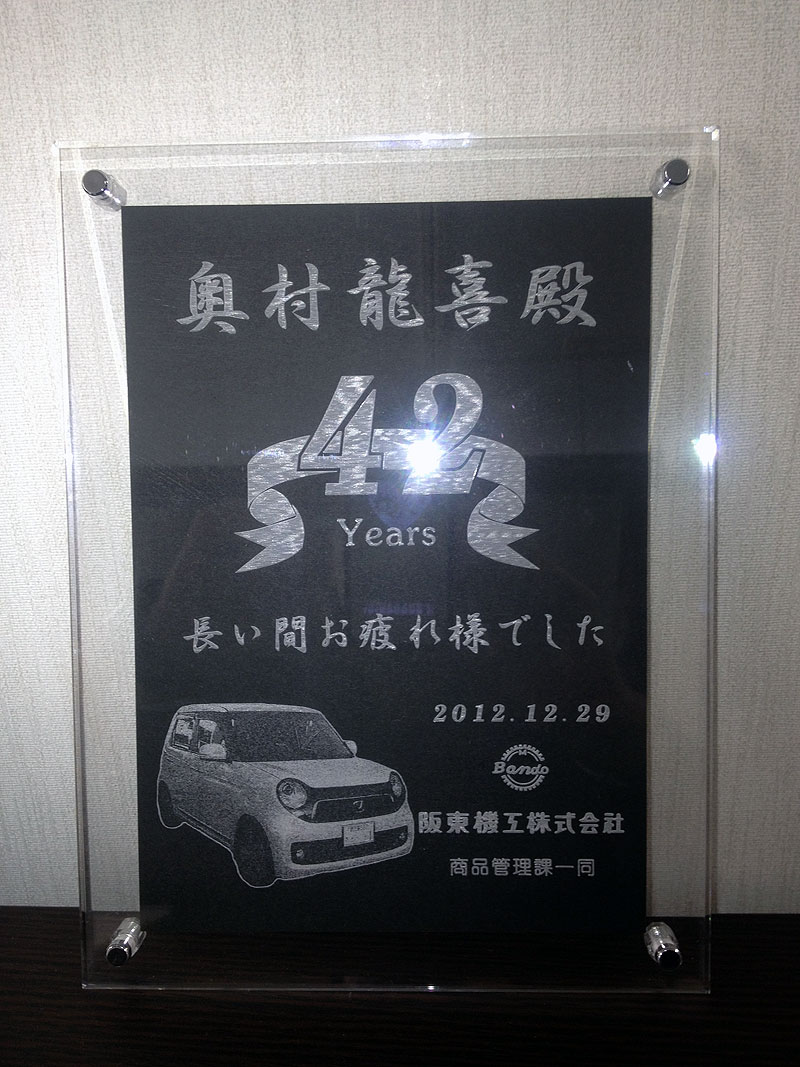 奥村龍喜殿
42
Years
長い間お疲れ様でした
2012.12.29
M
Bando
阪東機工株式会社
商品管理課一同